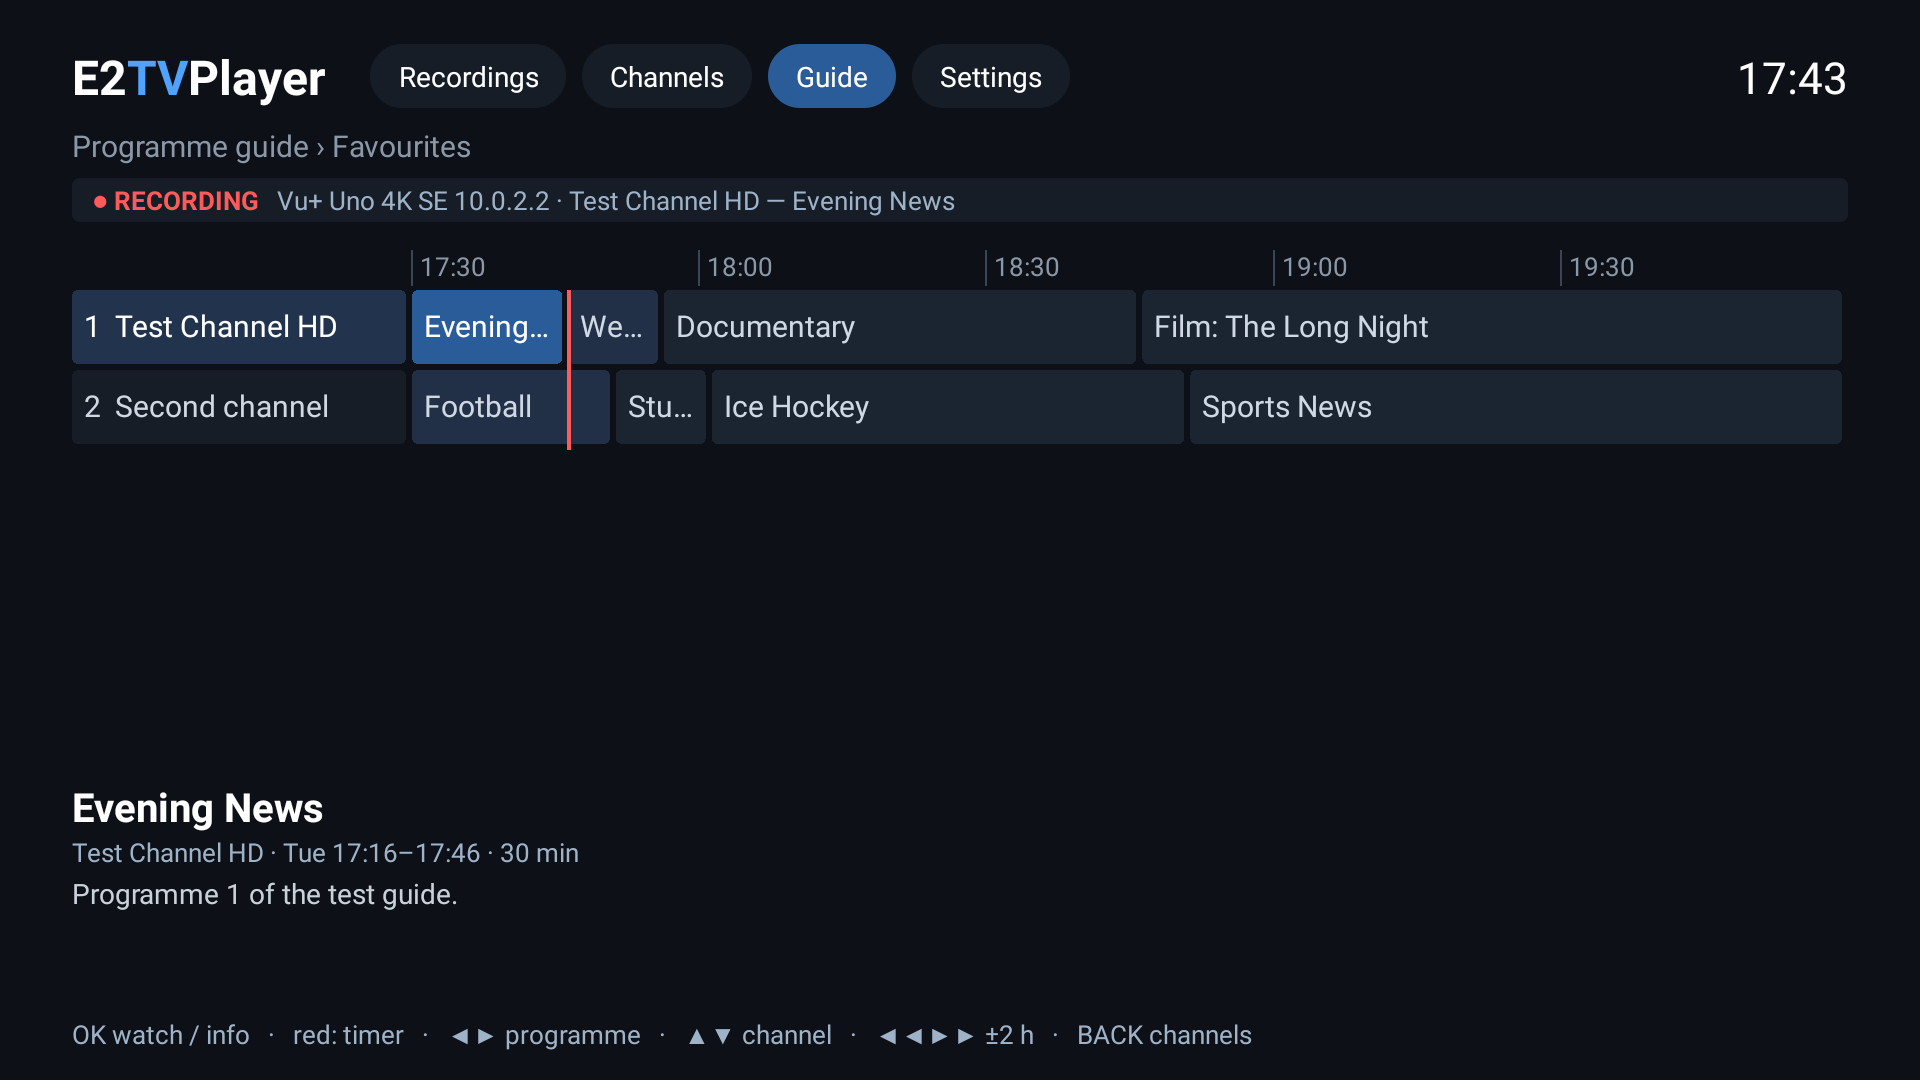 E2TVPlayer Recordings Channels Guide Settings 17:43
Programme guide › Favourites
● RECORDING Vu+ Uno 4K SE 10.0.2.2 · Test Channel HD — Evening News
17:30 18:00 18:30 19:00 19:30
1 Test Channel HD Evening... We... Documentary Film: The Long Night
2 Second channel Football Stu... Ice Hockey Sports News
Evening News
Test Channel HD · Tue 17:16–17:46 · 30 min
Programme 1 of the test guide.
OK watch / info · red: timer · ◄ ► programme · ▲ ▼ channel · ◄◄ ►► ±2 h · BACK channels